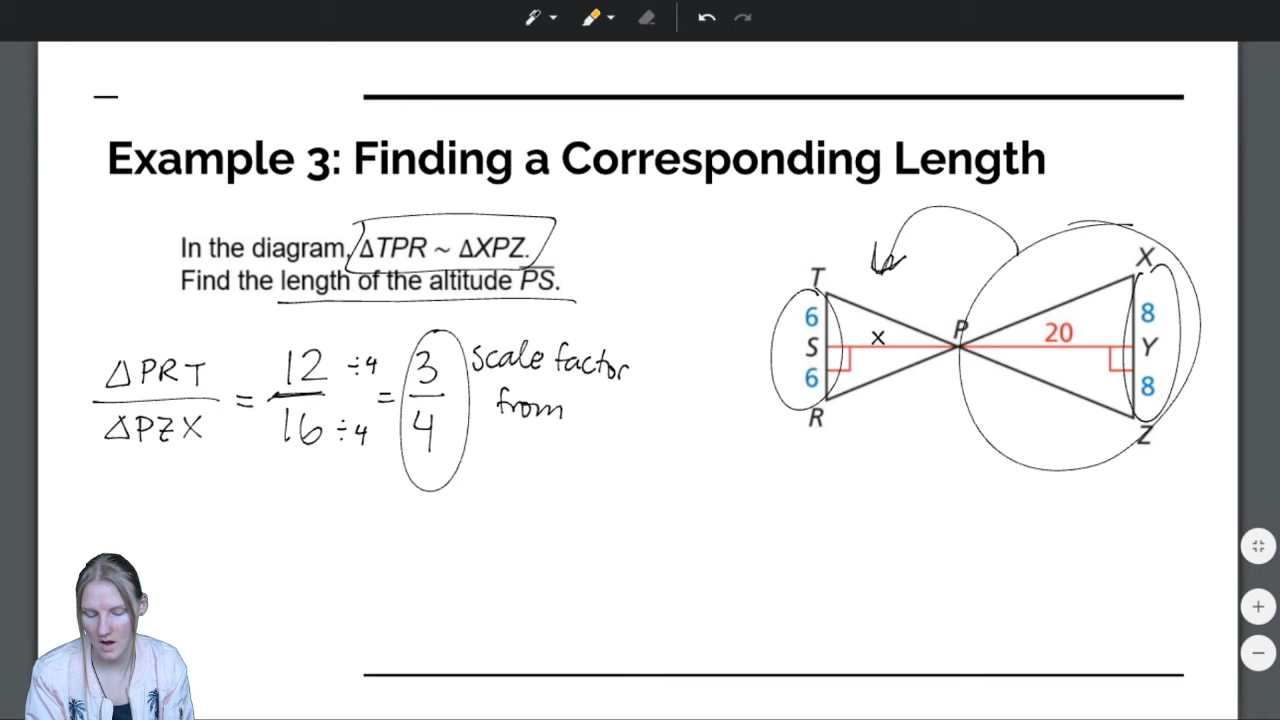 Example 3: Finding a Corresponding Length
In the diagram, ΔTPR ~ ΔXPZ.
Find the length of the altitude PS.
ΔPRT / ΔPZX = 12 ÷4 / 16 ÷4 = 3 / 4
scale factor
from
T
6
S
6
R
x
P
20
X
8
Y
8
Z